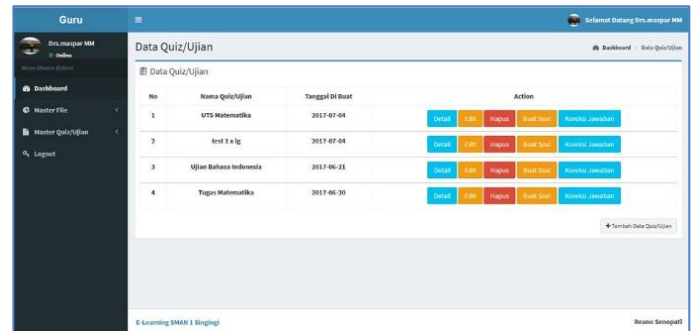 Guru
Selamat Datang Drs.maspar MM
Drs.maspar MM
Online
Data Quiz/Ujian
Dashboard
Data Quiz/Ujian
Menu Utama Sistem
Data Quiz/Ujian
Dashboard
No Nama Quiz/Ujian Tanggal Di Buat Action
Master File
1 UTS Matematika 2017-07-04 Detail Edit Hapus Buat Soal Koreksi Jawaban
Master Quiz/Ujian
2 test 1 x ig 2017-07-04 Detail Edit Hapus Buat Soal Koreksi Jawaban
Logout
3 Ujian Bahasa Indonesia 2017-06-21 Detail Edit Hapus Buat Soal Koreksi Jawaban
4 Tugas Matematika 2017-06-30 Detail Edit Hapus Buat Soal Koreksi Jawaban
Tambah Data Quiz/Ujian
E-Learning SMAN 1 Singingi
Reano Senopati